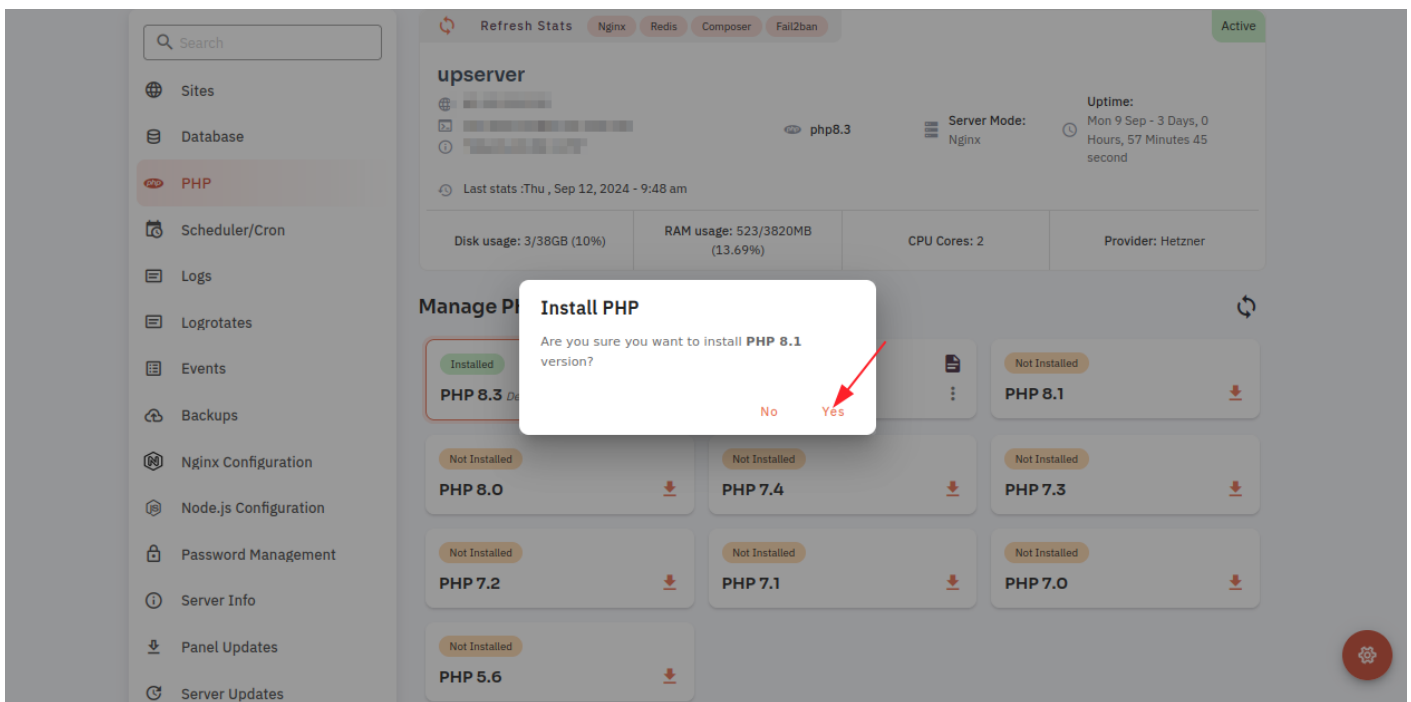 Search
Sites
Database
php
PHP
Scheduler/Cron
Logs
Logrotates
Events
Backups
Nginx Configuration
JS
Node.js Configuration
Password Management
Server Info
Panel Updates
Server Updates
Refresh Stats Nginx Redis Composer Fail2ban
Active
upserver
php8.3
Server Mode:
Nginx
Uptime:
Mon 9 Sep - 3 Days, 0
Hours, 57 Minutes 45
second
Last stats :Thu , Sep 12, 2024 - 9:48 am
Disk usage: 3/38GB (10%)
RAM usage: 523/3820MB
(13.69%)
CPU Cores: 2
Provider: Hetzner
Manage
Install PHP
Are you sure you want to install PHP 8.1
version?
No Yes
Installed
PHP 8.3
Not Installed
PHP 8.1
Not Installed
PHP 8.0
Not Installed
PHP 7.4
Not Installed
PHP 7.3
Not Installed
PHP 7.2
Not Installed
PHP 7.1
Not Installed
PHP 7.0
Not Installed
PHP 5.6